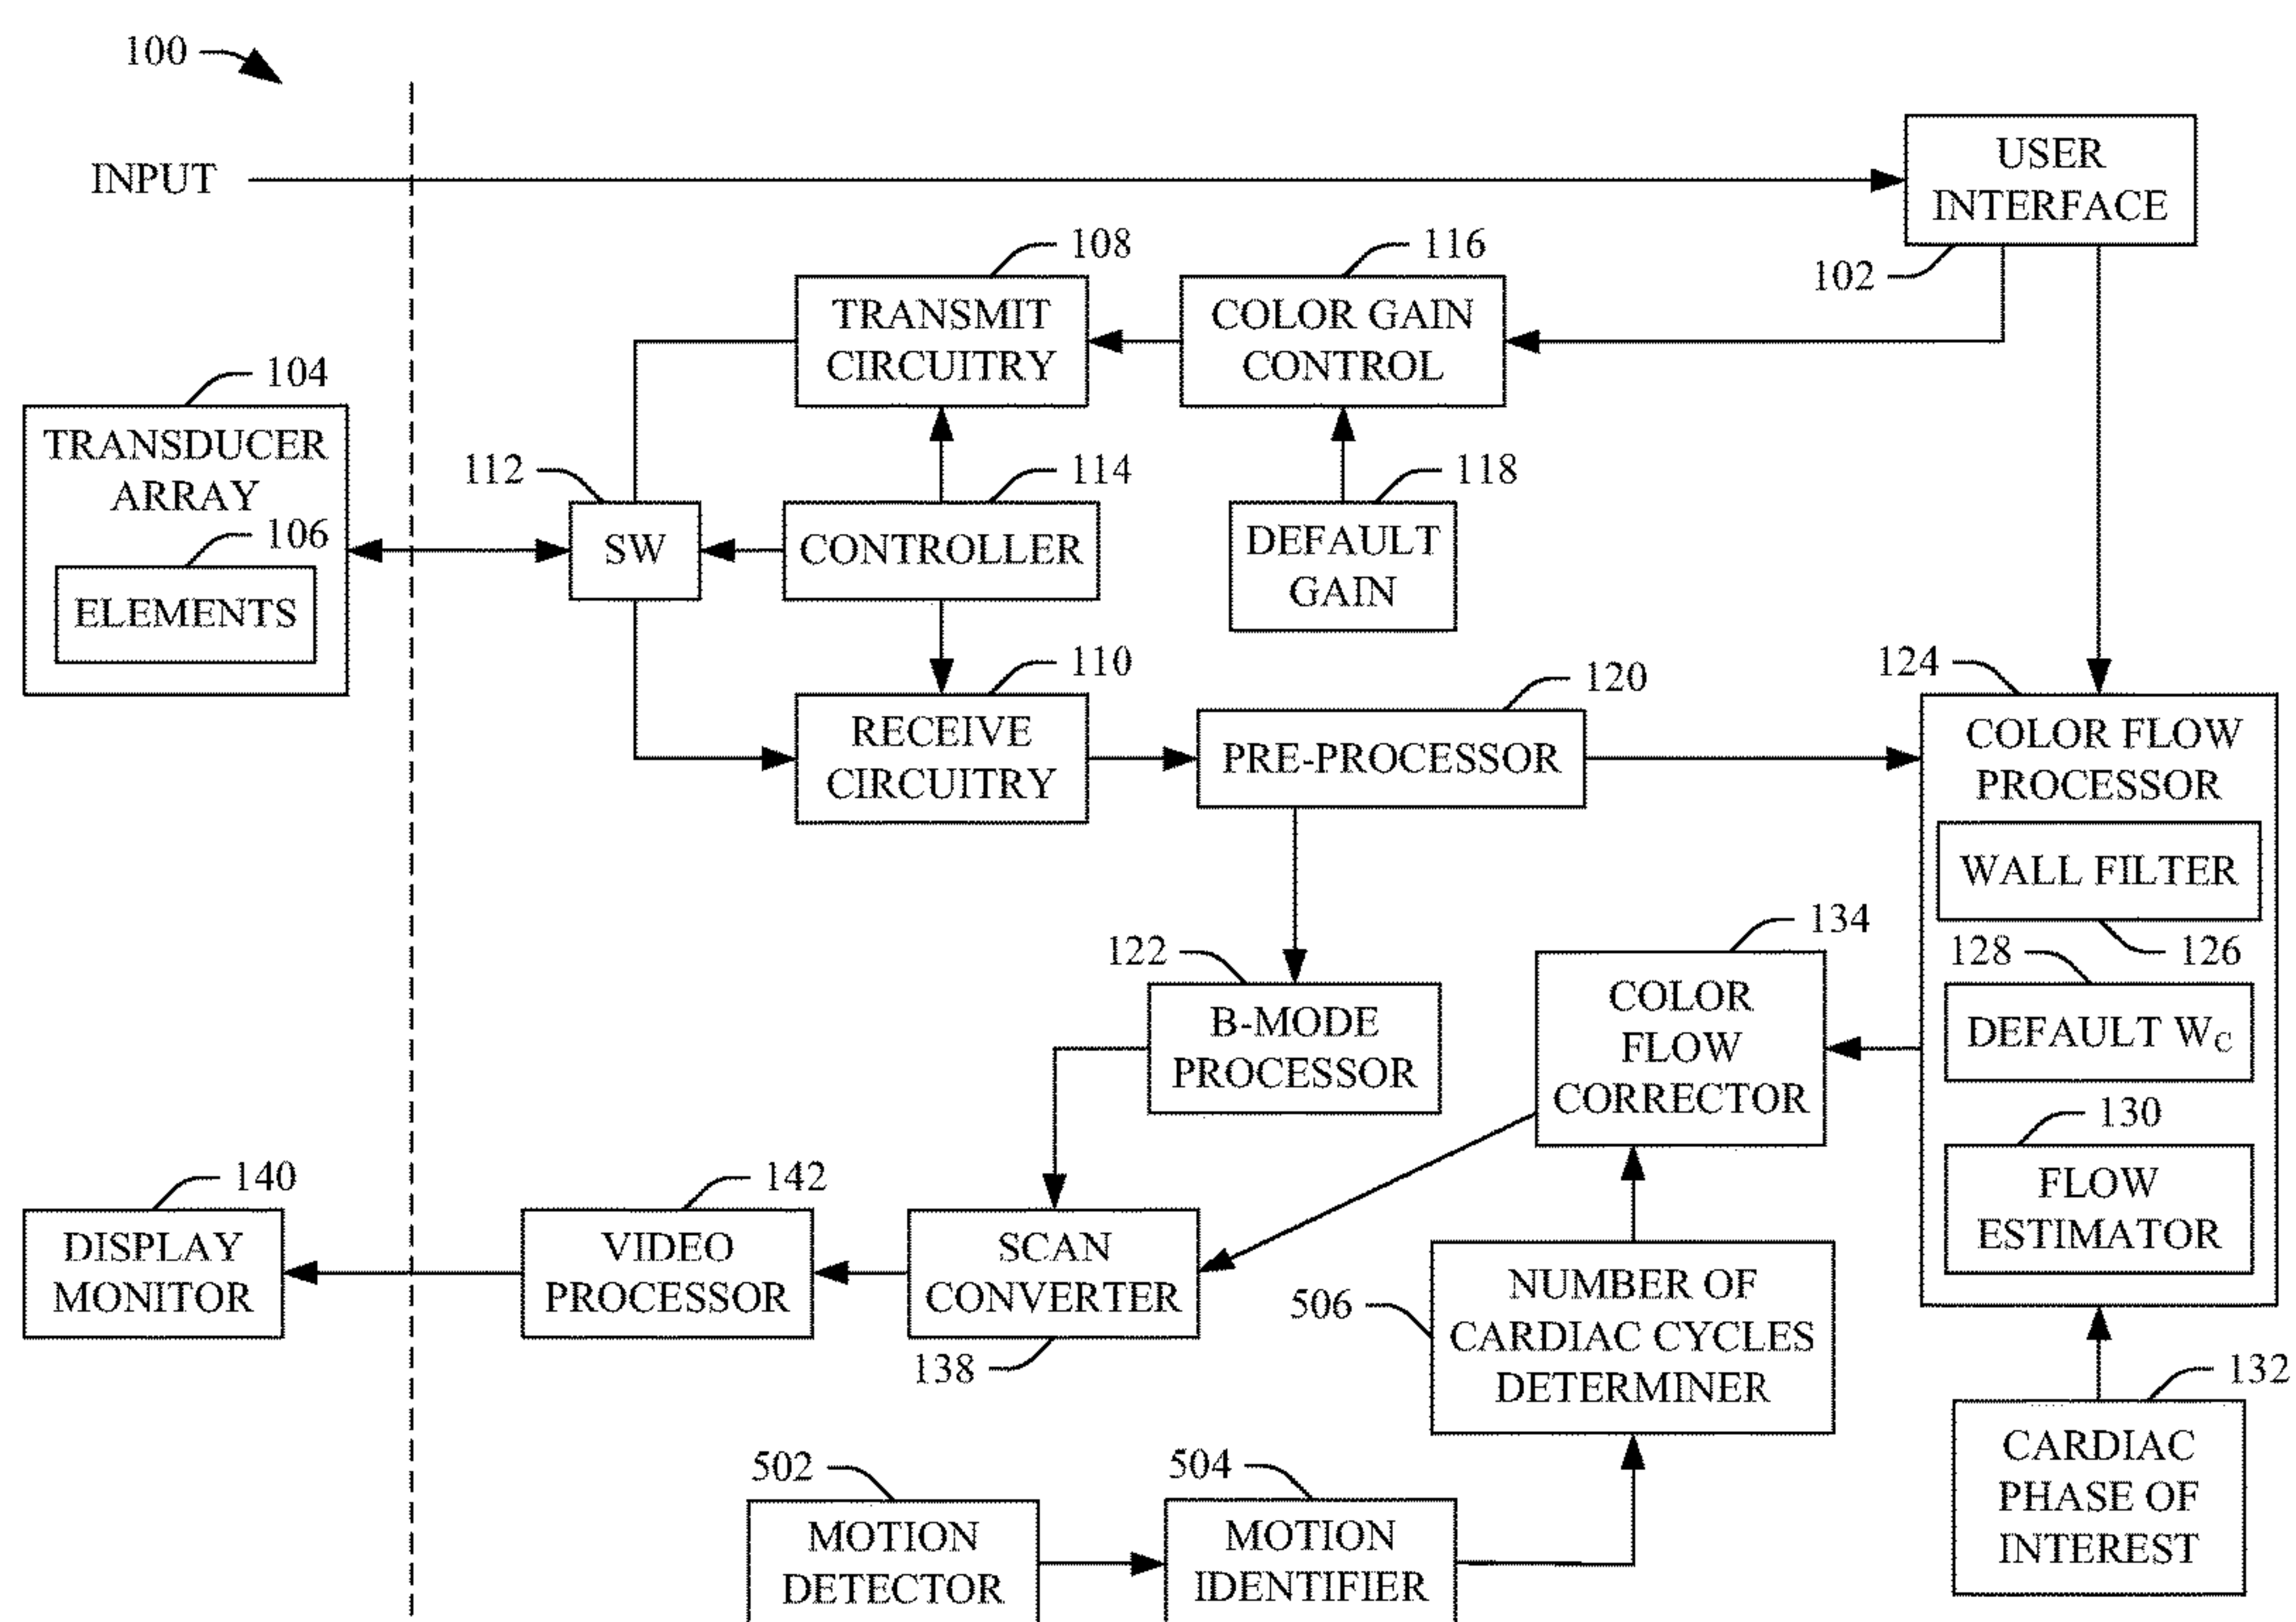 100
INPUT
USER
INTERFACE
102
108
TRANSMIT
CIRCUITRY
116
COLOR GAIN
CONTROL
104
TRANSDUCER
ARRAY
106
ELEMENTS
112
SW
114
CONTROLLER
118
DEFAULT
GAIN
110
RECEIVE
CIRCUITRY
120
PRE-PROCESSOR
124
COLOR FLOW
PROCESSOR
WALL FILTER
126
128
DEFAULT W_C
130
FLOW
ESTIMATOR
122
B-MODE
PROCESSOR
134
COLOR
FLOW
CORRECTOR
140
DISPLAY
MONITOR
142
VIDEO
PROCESSOR
SCAN
CONVERTER
138
506
NUMBER OF
CARDIAC CYCLES
DETERMINER
132
CARDIAC
PHASE OF
INTEREST
502
MOTION
DETECTOR
504
MOTION
IDENTIFIER